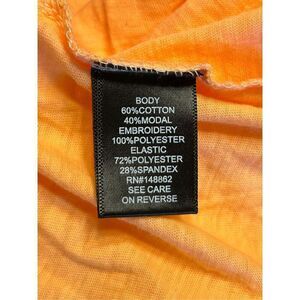 BODY
60%COTTON
40%MODAL
EMBROIDERY
100%POLYESTER
ELASTIC
72%POLYESTER
28%SPANDEX
RN#148862
SEE CARE
ON REVERSE